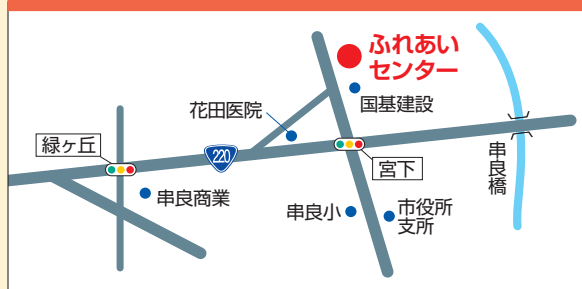 ふれあい
センター
国基建設
花田医院
緑ヶ丘
220
宮下
串良橋
串良商業
串良小
市役所
支所